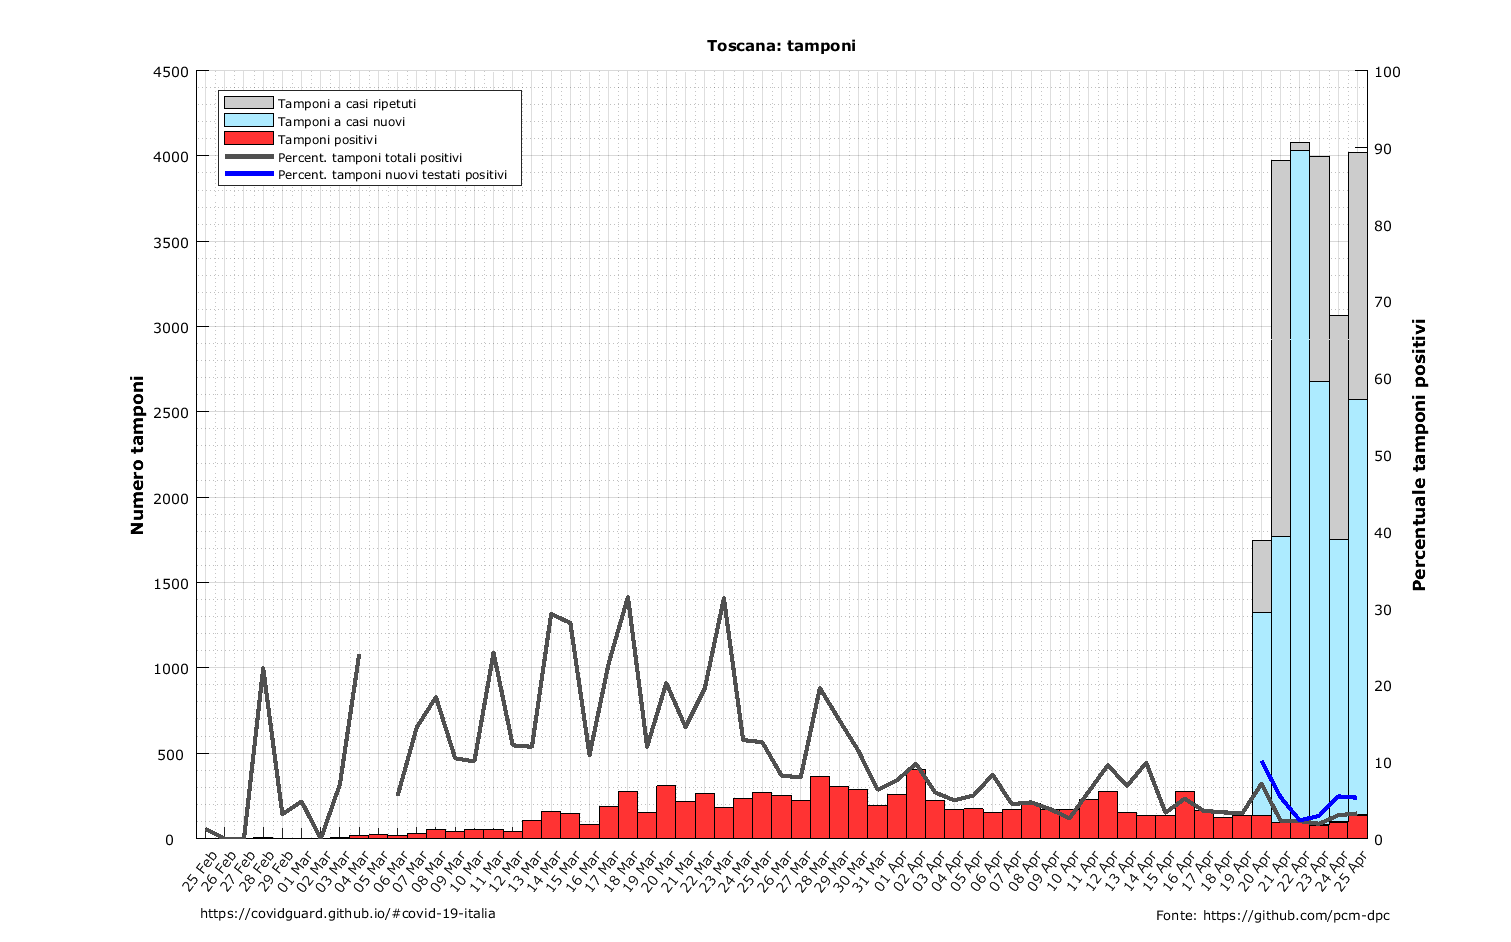 Toscana: tamponi
Tamponi a casi ripetuti
Tamponi a casi nuovi
Tamponi positivi
Percent. tamponi totali positivi
Percent. tamponi nuovi testati positivi
Numero tamponi
4500
4000
3500
3000
2500
2000
1500
1000
500
0
100
90
80
70
60
50
40
30
20
10
0
Percentuale tamponi positivi
25 Feb
26 Feb
27 Feb
28 Feb
29 Feb
01 Mar
02 Mar
03 Mar
04 Mar
05 Mar
06 Mar
07 Mar
08 Mar
09 Mar
10 Mar
11 Mar
12 Mar
13 Mar
14 Mar
15 Mar
16 Mar
17 Mar
18 Mar
19 Mar
20 Mar
21 Mar
22 Mar
23 Mar
24 Mar
25 Mar
26 Mar
27 Mar
28 Mar
29 Mar
30 Mar
31 Mar
01 Apr
02 Apr
03 Apr
04 Apr
05 Apr
06 Apr
07 Apr
08 Apr
09 Apr
10 Apr
11 Apr
12 Apr
13 Apr
14 Apr
15 Apr
16 Apr
17 Apr
18 Apr
19 Apr
20 Apr
21 Apr
22 Apr
23 Apr
24 Apr
25 Apr
https://covidguard.github.io/#covid-19-italia
Fonte: https://github.com/pcm-dpc